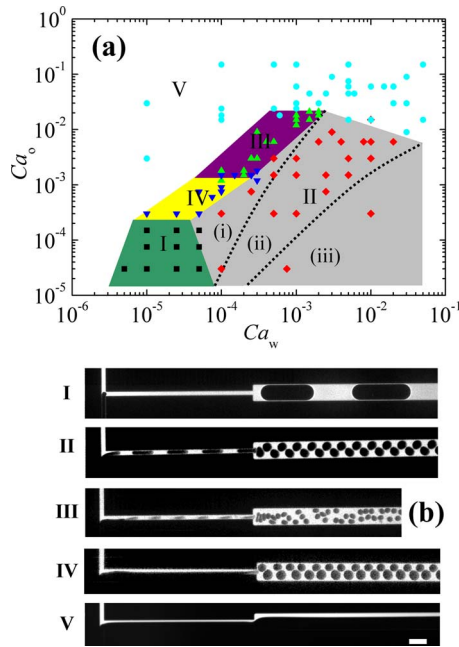 (a)
10^0
10^-1
10^-2
10^-3
10^-4
10^-5
Ca_o
V
III
IV
II
I
(i)
(ii)
(iii)
10^-6
10^-5
10^-4
10^-3
10^-2
10^-1
Ca_w
I
II
III
(b)
IV
V